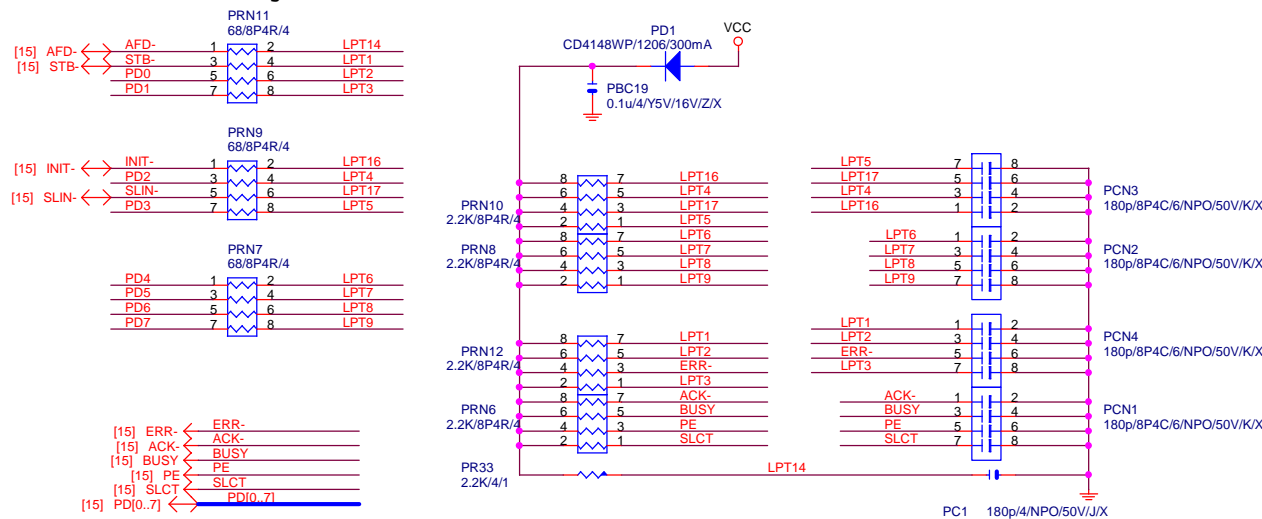 PRN11
68/8P4R/4
[15] AFD- AFD- 1 2 LPT14
[15] STB- STB- 3 4 LPT1
PD0 5 6 LPT2
PD1 7 8 LPT3
PRN9
68/8P4R/4
[15] INIT- INIT- 1 2 LPT16
PD2 3 4 LPT4
[15] SLIN- SLIN- 5 6 LPT17
PD3 7 8 LPT5
PRN7
68/8P4R/4
PD4 1 2 LPT6
PD5 3 4 LPT7
PD6 5 6 LPT8
PD7 7 8 LPT9
[15] ERR- ERR-
[15] ACK- ACK-
[15] BUSY BUSY
[15] PE PE
[15] SLCT SLCT
[15] PD[0..7] PD[0..7]
PD1
CD4148WP/1206/300mA
VCC
PBC19
0.1u/4/Y5V/16V/Z/X
PRN10
2.2K/8P4R/4
8 7 LPT16
6 5 LPT4
4 3 LPT17
2 1 LPT5
PRN8
2.2K/8P4R/4
8 7 LPT6
6 5 LPT7
4 3 LPT8
2 1 LPT9
PRN12
2.2K/8P4R/4
8 7 LPT1
6 5 LPT2
4 3 ERR-
2 1 LPT3
PRN6
2.2K/8P4R/4
8 7 ACK-
6 5 BUSY
4 3 PE
2 1 SLCT
PR33
2.2K/4/1
LPT14
LPT5 7 8
LPT17 5 6
LPT4 3 4
LPT16 1 2
PCN3
180p/8P4C/6/NPO/50V/K/X
LPT6 1 2
LPT7 3 4
LPT8 5 6
LPT9 7 8
PCN2
180p/8P4C/6/NPO/50V/K/X
LPT1 1 2
LPT2 3 4
ERR- 5 6
LPT3 7 8
PCN4
180p/8P4C/6/NPO/50V/K/X
ACK- 1 2
BUSY 3 4
PE 5 6
SLCT 7 8
PCN1
180p/8P4C/6/NPO/50V/K/X
PC1 180p/4/NPO/50V/J/X